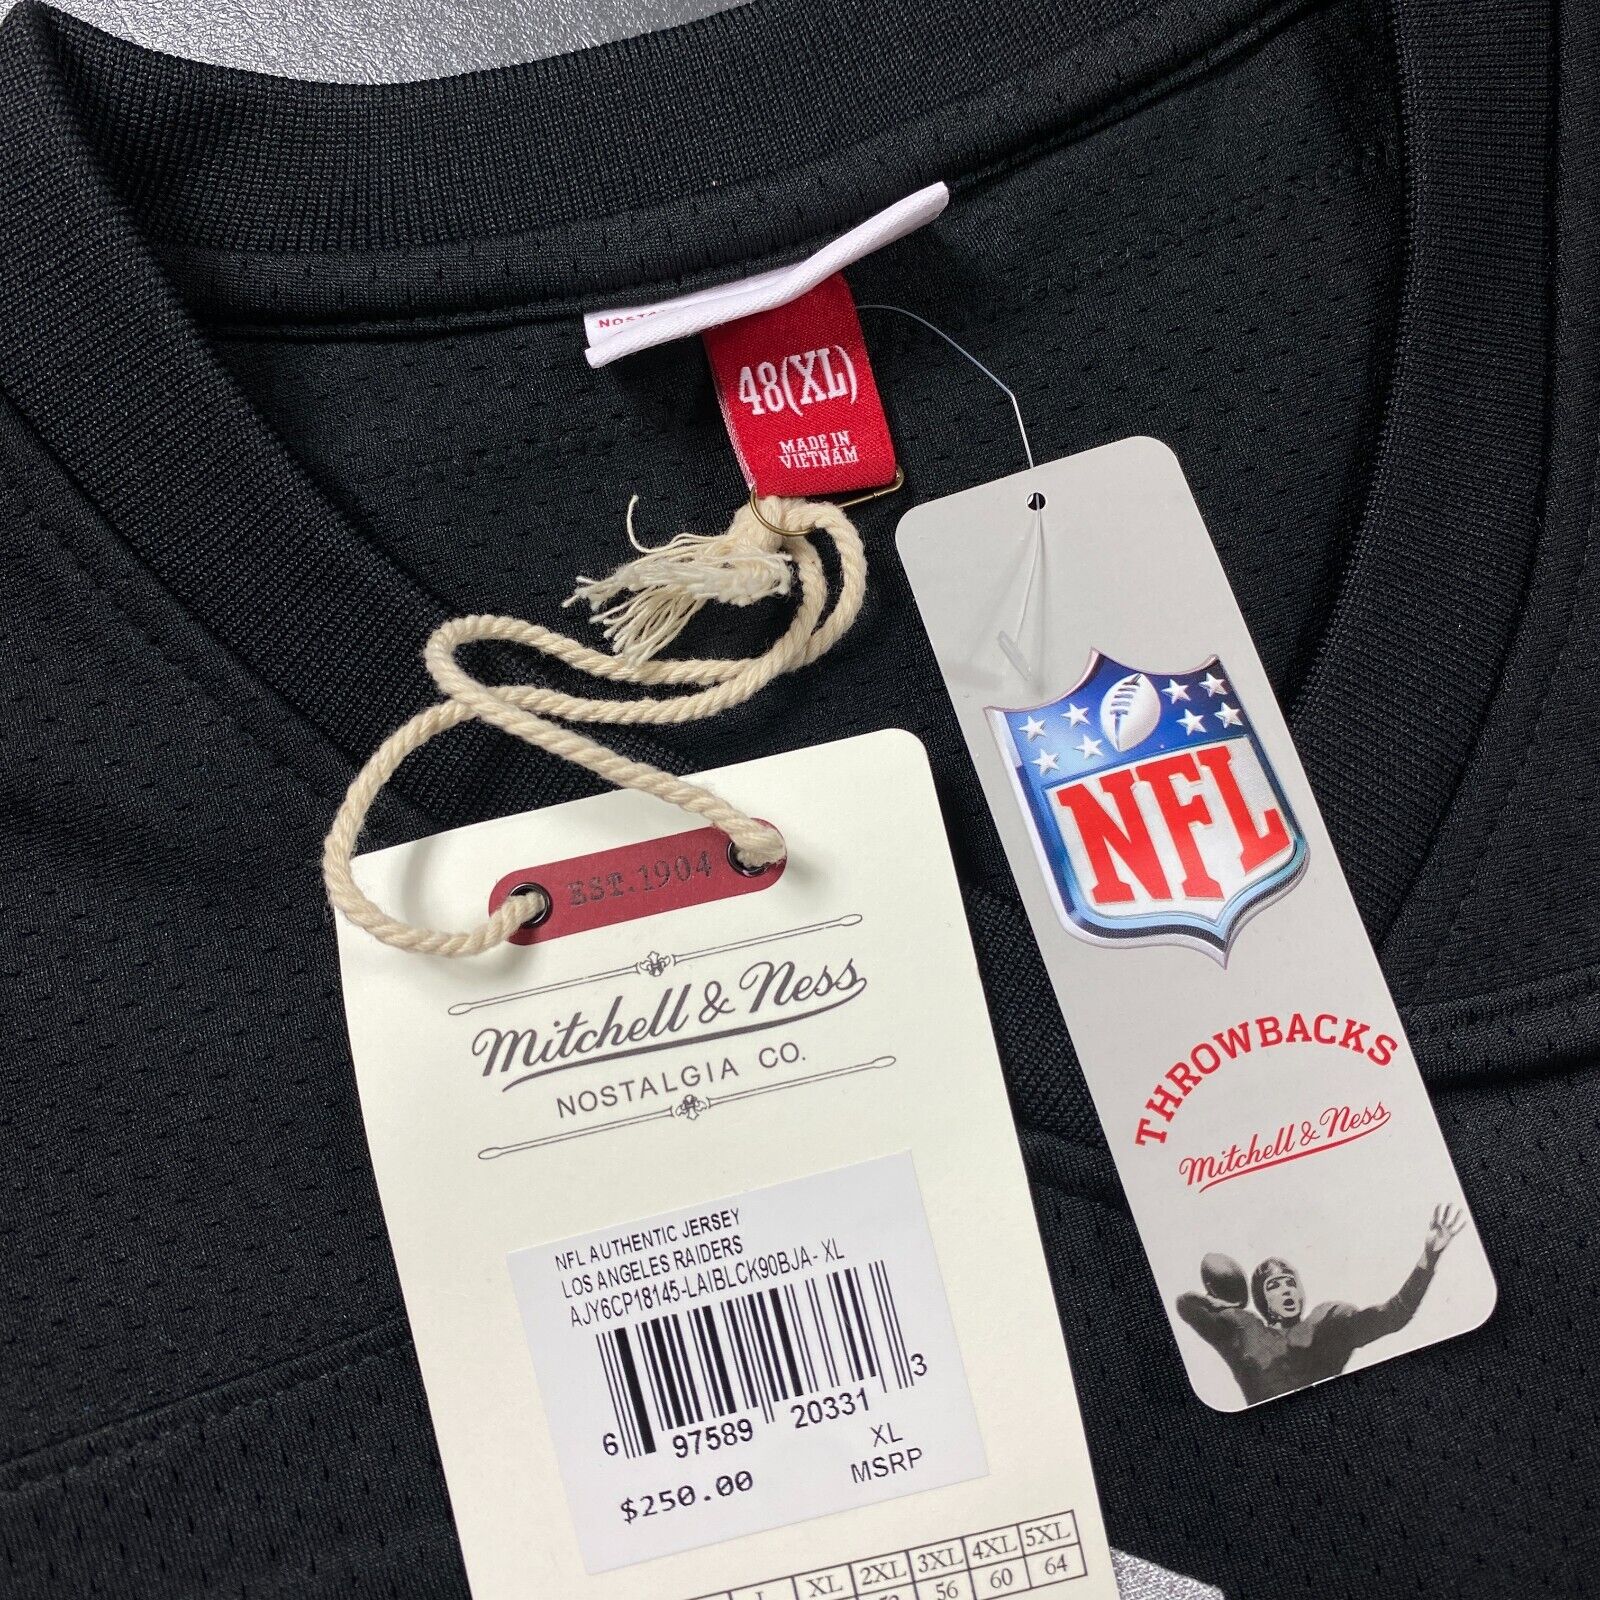 NOSTA
48(XL)
MADE IN
VIETNAM
EST.1904
Mitchell & Ness
NOSTALGIA CO.
NFL AUTHENTIC JERSEY
LOS ANGELES RAIDERS
AJY6CP18145-LAIBLCK90BJA- XL
6 97589 20331 3
XL
$250.00 MSRP
L XL 2XL 3XL 4XL 5XL
56 60 64
NFL
THROWBACKS
Mitchell & Ness